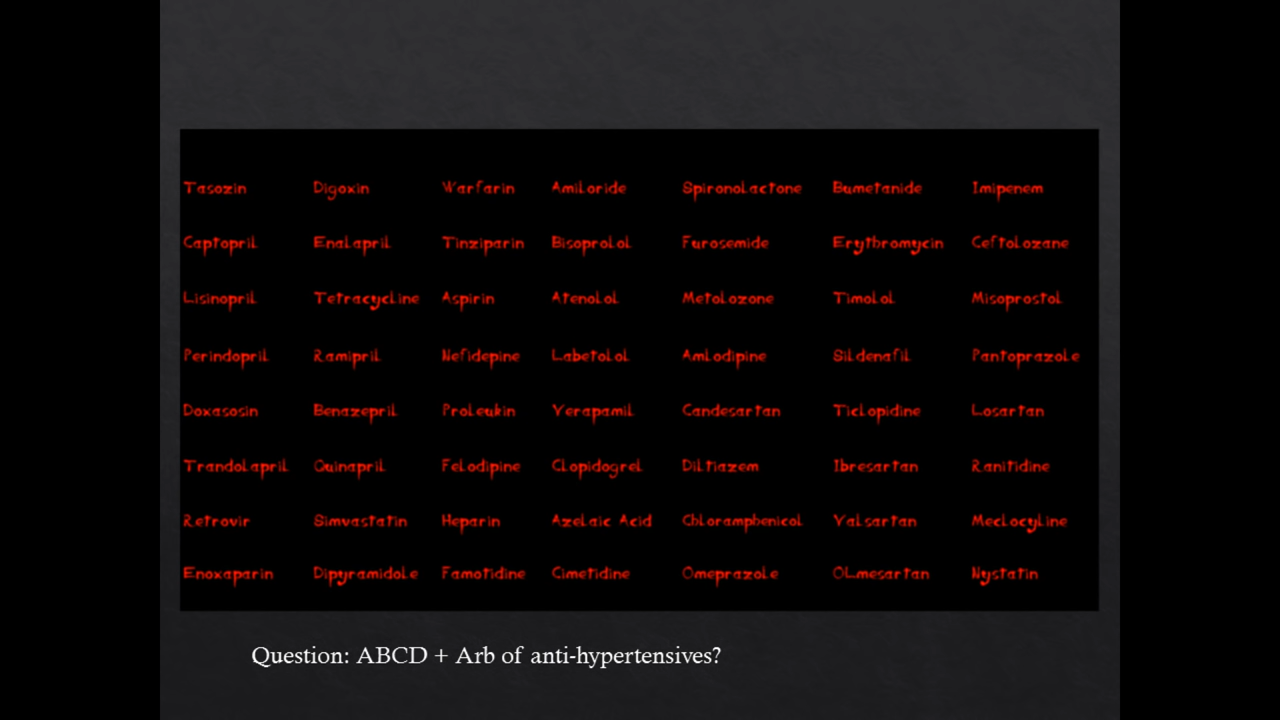 Tasozin Digoxin Warfarin Amiloride Spironolactone Bumetanide Imipenem
Captopril Enalapril Tinziparin Bisoprolol Furosemide Erythromycin Ceftolozane
Lisinopril Tetracycline Aspirin Atenolol Metolozone Timolol Misoprostol
Perindopril Ramipril Nefidepine Labetolol Amlodipine Sildenafil Pantoprazole
Doxasosin Benazepril Proleukin Verapamil Candesartan Ticlopidine Losartan
Trandolapril Quinapril Felodipine Clopidogrel Diltiazem Ibresartan Ranitidine
Retrovir Simvastatin Heparin Azelaic Acid Chloramphenicol Valsartan Meclocyline
Enoxaparin Dipyramidole Famotidine Cimetidine Omeprazole OLmesartan Nystatin
Question: ABCD + Arb of anti-hypertensives?